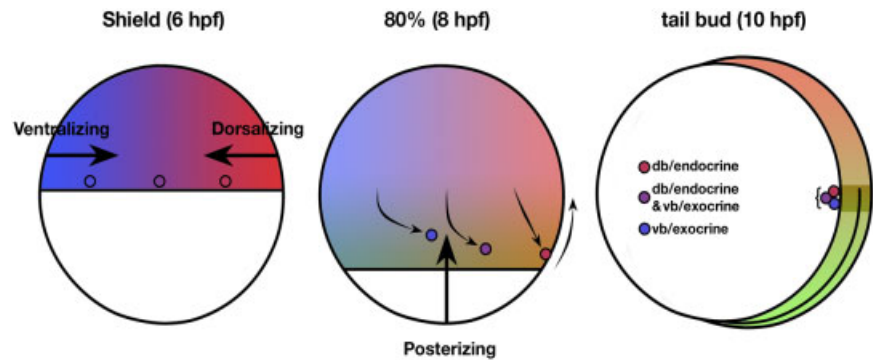 Shield (6 hpf)
80% (8 hpf)
tail bud (10 hpf)
Ventralizing
Dorsalizing
db/endocrine
db/endocrine
& vb/exocrine
vb/exocrine
Posterizing